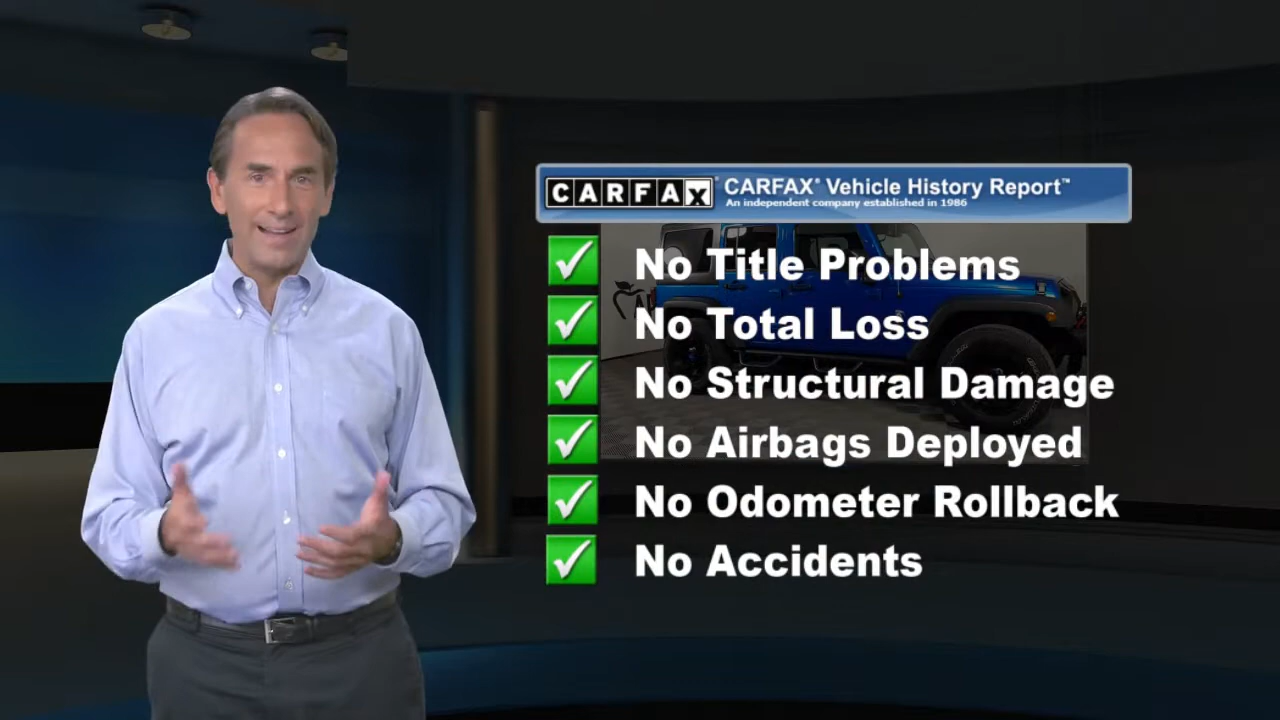 CARFAX® CARFAX® Vehicle History Report™
An independent company established in 1986
No Title Problems
No Total Loss
No Structural Damage
No Airbags Deployed
No Odometer Rollback
No Accidents